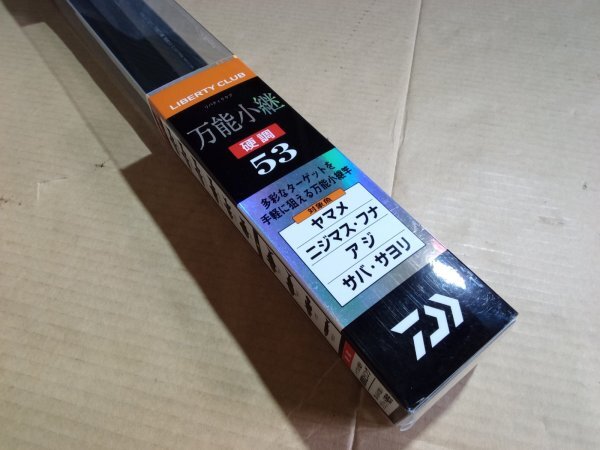 LIBERTY CLUB
リバティクラブ
万能小継
硬調
53
多彩なターゲットを
手軽に狙える万能小継竿
対象魚
ヤマメ
ニジマス・フナ
アジ
サバ・サヨリ